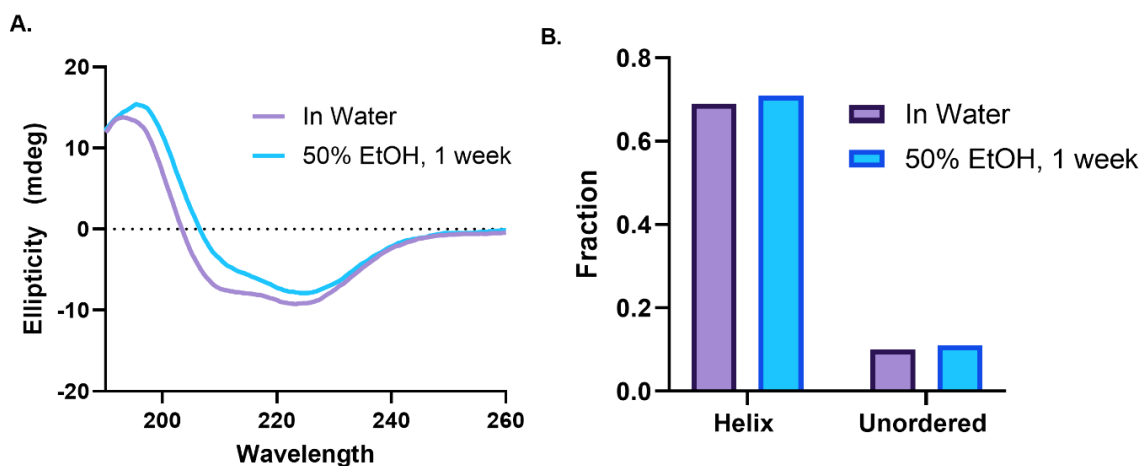 A.
20
10
0
-10
-20
Ellipticity (mdeg)
In Water
50% EtOH, 1 week
200
220
240
260
Wavelength
B.
0.8
0.6
0.4
0.2
0.0
Fraction
In Water
50% EtOH, 1 week
Helix
Unordered